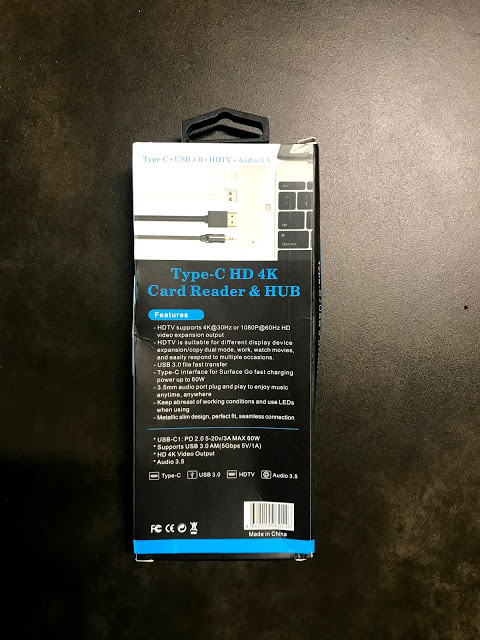 Type-C+USB 3.0+HDTV+Audio 3.5
Type-C HD 4K
Card Reader & HUB
Features
- HDTV supports 4K@30Hz or 1080P@60Hz HD
video expansion output
- HDTV is suitable for different display device
expansion/copy dual mode, work, watch movies,
and easily respond to multiple occasions.
- USB 3.0 file fast transfer
- Type-C interface for Surface Go fast charging
power up to 60W
- 3.5mm audio port plug and play to enjoy music
anytime, anywhere
- Keep abreast of working conditions and use LEDs
when using
- Metallic slim design, perfect fit, seamless connection
* USB-C1: PD 2.0 5-20v/3A MAX 60W
* Supports USB 3.0 AM(5Gbps 5V/1A)
* HD 4K Video Output
* Audio 3.5
Type-C USB 3.0 HDTV Audio 3.5
FC CE
Made in China